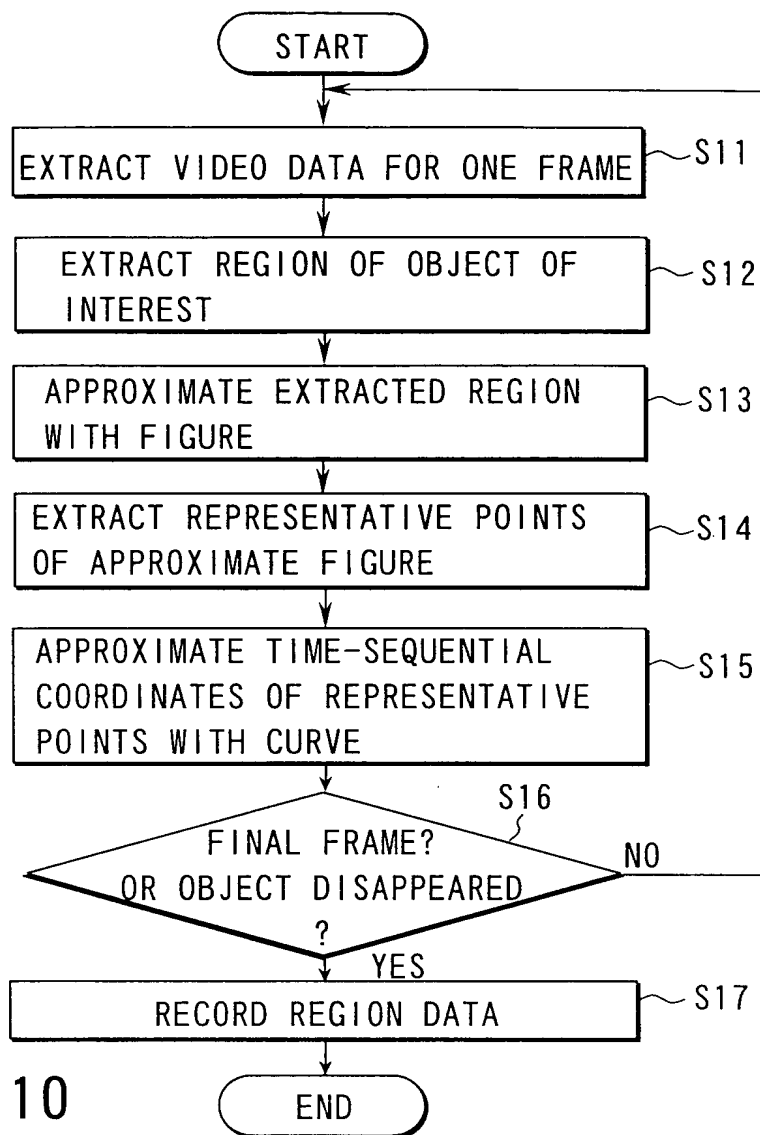 START
EXTRACT VIDEO DATA FOR ONE FRAME
S11
EXTRACT REGION OF OBJECT OF
INTEREST
S12
APPROXIMATE EXTRACTED REGION
WITH FIGURE
S13
EXTRACT REPRESENTATIVE POINTS
OF APPROXIMATE FIGURE
S14
APPROXIMATE TIME-SEQUENTIAL
COORDINATES OF REPRESENTATIVE
POINTS WITH CURVE
S15
S16
FINAL FRAME?
OR OBJECT DISAPPEARED
?
NO
YES
RECORD REGION DATA
S17
END
10